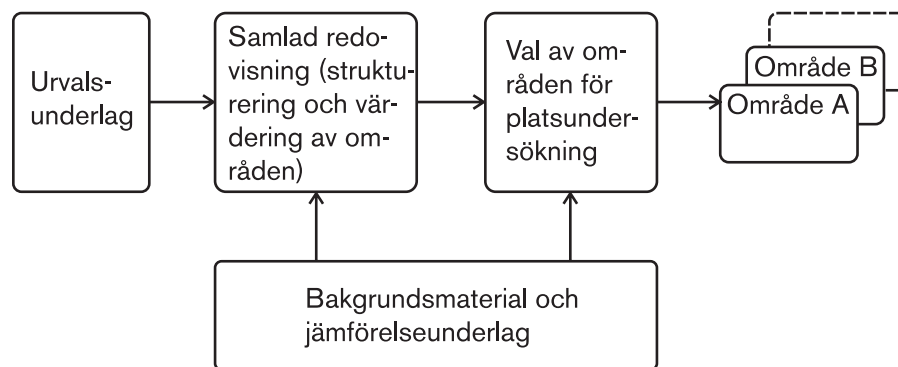 Urvals-
underlag
Samlad redo-
visning (struktu-
rering och vär-
dering av om-
råden)
Val av om-
råden för
platsunder-
sökning
Område B
Område A
Bakgrundsmaterial och
jämförelseunderlag